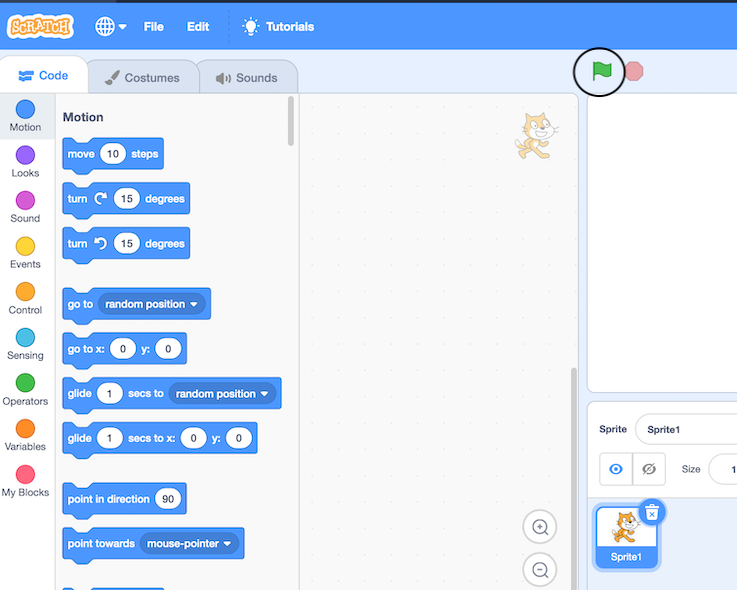 SCRATCH
File
Edit
Tutorials
Code
Costumes
Sounds
Motion
Looks
Sound
Events
Control
Sensing
Operators
Variables
My Blocks
Motion
move 10 steps
turn 15 degrees
turn 15 degrees
go to random position
go to x: 0 y: 0
glide 1 secs to random position
glide 1 secs to x: 0 y: 0
point in direction 90
point towards mouse-pointer
Sprite Sprite1
Size 1
Sprite1